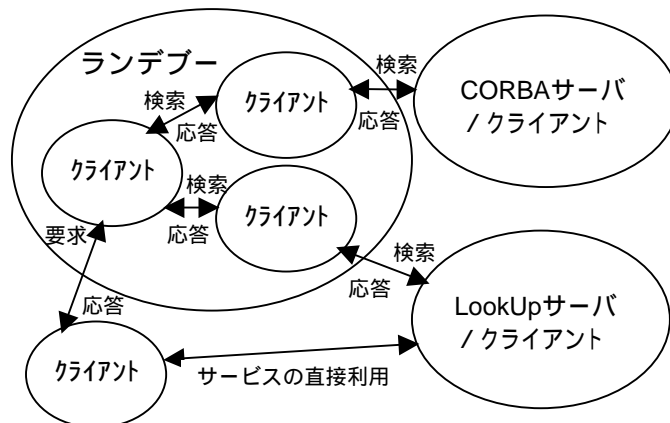 ランデブー
検索
CORBAサーバ
/ クライアント
ｸﾗｲｱﾝﾄ
検索
応答
応答
ｸﾗｲｱﾝﾄ
検索
ｸﾗｲｱﾝﾄ
要求
応答
検索
応答
LookUpサーバ
/ クライアント
応答
ｸﾗｲｱﾝﾄ
サービスの直接利用